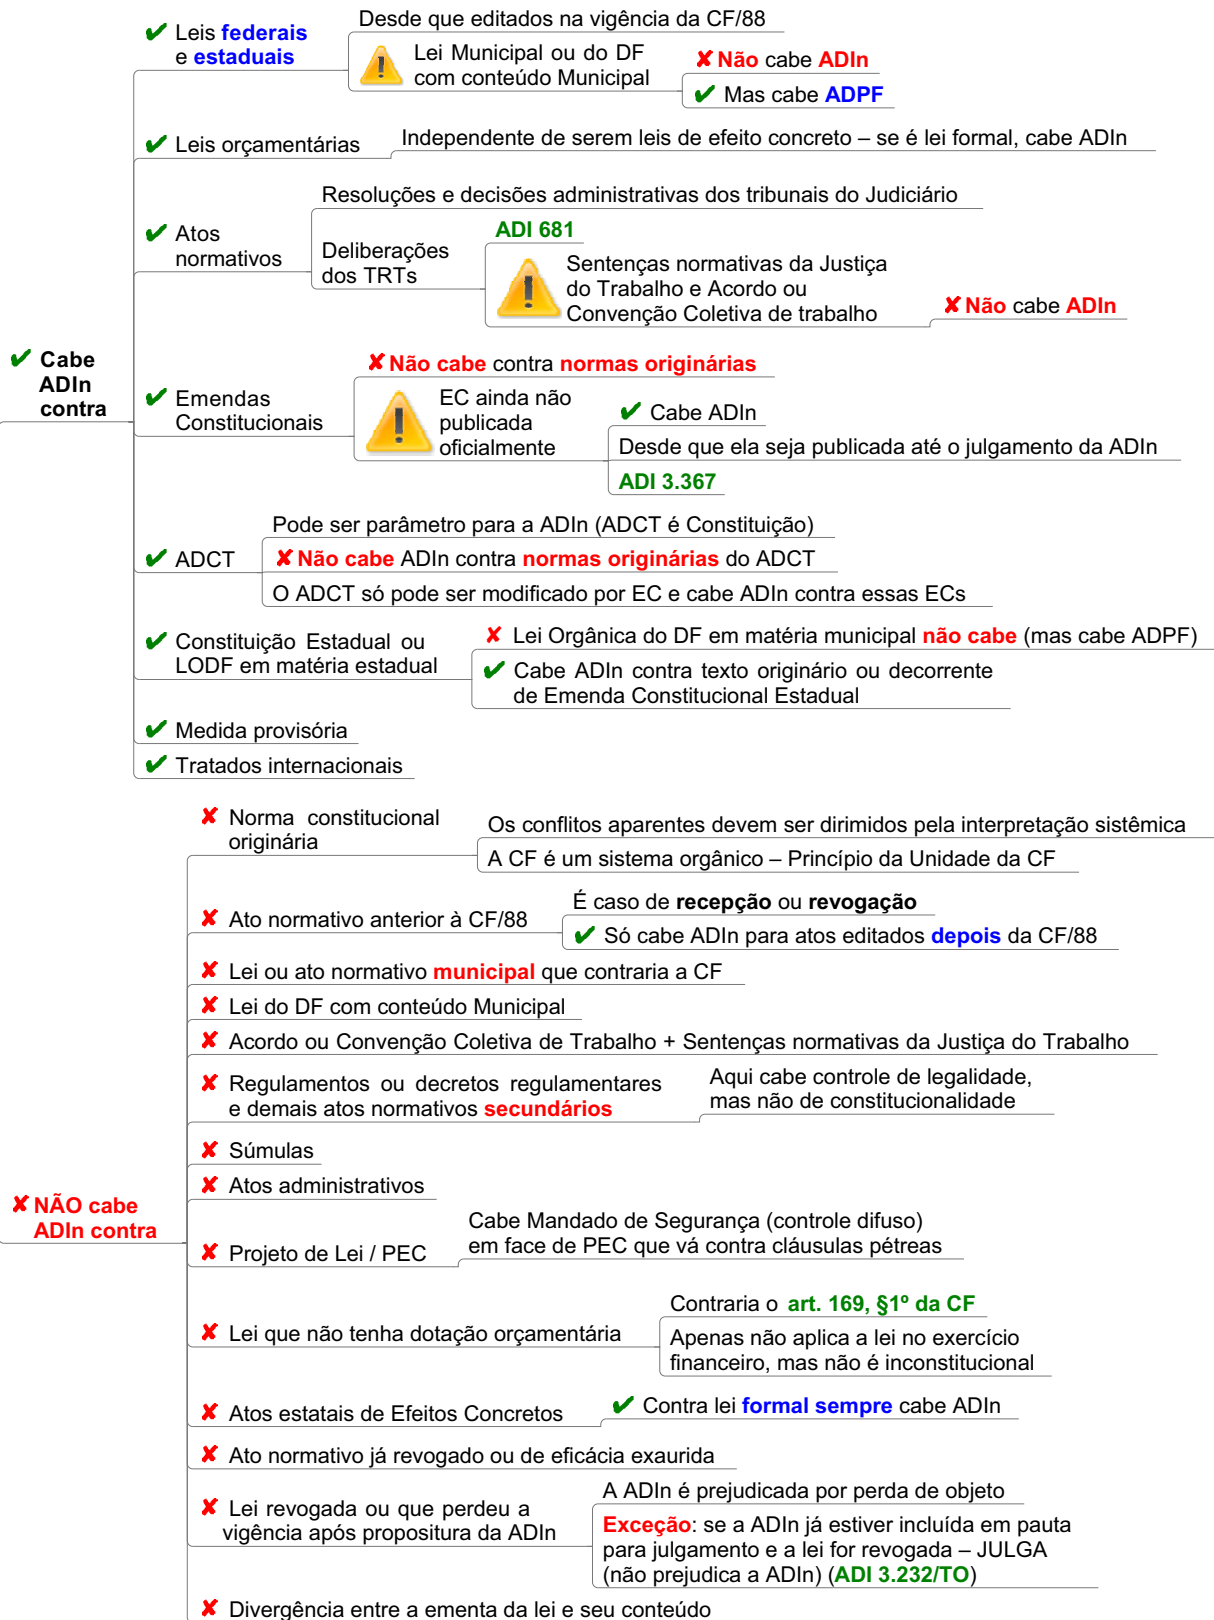 ✔ Leis federais
e estaduais
Desde que editados na vigência da CF/88
Lei Municipal ou do DF
com conteúdo Municipal
✘ Não cabe ADIn
✔ Mas cabe ADPF
✔ Leis orçamentárias
Independente de serem leis de efeito concreto – se é lei formal, cabe ADIn
✔ Atos
normativos
Resoluções e decisões administrativas dos tribunais do Judiciário
Deliberações
dos TRTs
ADI 681
Sentenças normativas da Justiça
do Trabalho e Acordo ou
Convenção Coletiva de trabalho
✘ Não cabe ADIn
✔ Cabe
ADIn
contra
✔ Emendas
Constitucionais
✘ Não cabe contra normas originárias
EC ainda não
publicada
oficialmente
✔ Cabe ADIn
Desde que ela seja publicada até o julgamento da ADIn
ADI 3.367
✔ ADCT
Pode ser parâmetro para a ADIn (ADCT é Constituição)
✘ Não cabe ADIn contra normas originárias do ADCT
O ADCT só pode ser modificado por EC e cabe ADIn contra essas ECs
✔ Constituição Estadual ou
LODF em matéria estadual
✘ Lei Orgânica do DF em matéria municipal não cabe (mas cabe ADPF)
✔ Cabe ADIn contra texto originário ou decorrente
de Emenda Constitucional Estadual
✔ Medida provisória
✔ Tratados internacionais
✘ Norma constitucional
originária
Os conflitos aparentes devem ser dirimidos pela interpretação sistêmica
A CF é um sistema orgânico – Princípio da Unidade da CF
✘ Ato normativo anterior à CF/88
É caso de recepção ou revogação
✔ Só cabe ADIn para atos editados depois da CF/88
✘ Lei ou ato normativo municipal que contraria a CF
✘ Lei do DF com conteúdo Municipal
✘ Acordo ou Convenção Coletiva de Trabalho + Sentenças normativas da Justiça do Trabalho
✘ Regulamentos ou decretos regulamentares
e demais atos normativos secundários
Aqui cabe controle de legalidade,
mas não de constitucionalidade
✘ Súmulas
✘ Atos administrativos
✘ NÃO cabe
ADIn contra
✘ Projeto de Lei / PEC
Cabe Mandado de Segurança (controle difuso)
em face de PEC que vá contra cláusulas pétreas
✘ Lei que não tenha dotação orçamentária
Contraria o art. 169, §1º da CF
Apenas não aplica a lei no exercício
financeiro, mas não é inconstitucional
✘ Atos estatais de Efeitos Concretos
✔ Contra lei formal sempre cabe ADIn
✘ Ato normativo já revogado ou de eficácia exaurida
✘ Lei revogada ou que perdeu a
vigência após propositura da ADIn
A ADIn é prejudicada por perda de objeto
Exceção: se a ADIn já estiver incluída em pauta
para julgamento e a lei for revogada – JULGA
(não prejudica a ADIn) (ADI 3.232/TO)
✘ Divergência entre a ementa da lei e seu conteúdo